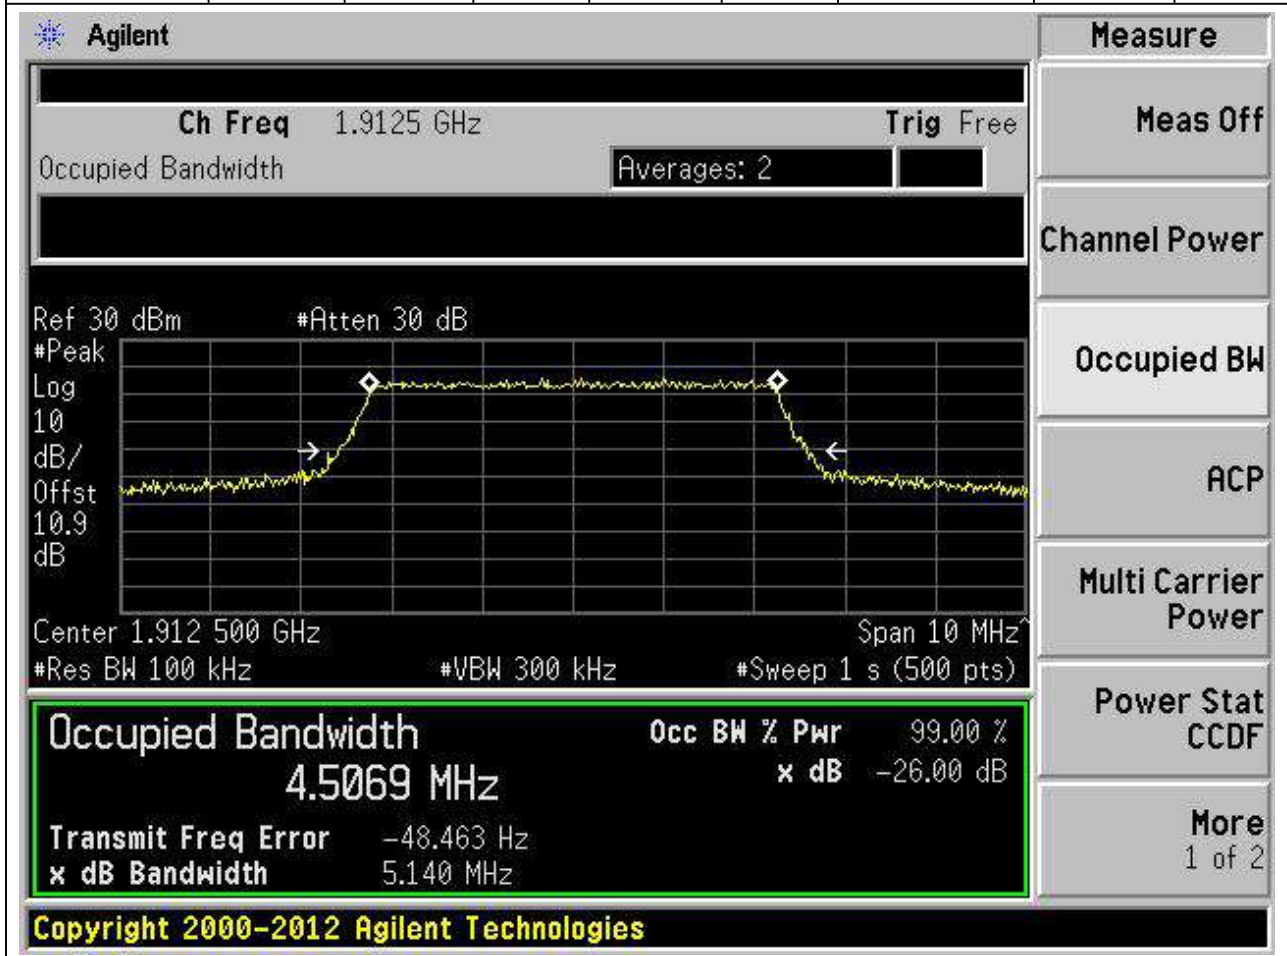 Agilent
Measure
Ch Freq 1.9125 GHz Trig Free
Meas Off
Occupied Bandwidth Averages: 2
Channel Power
Ref 30 dBm #Atten 30 dB
#Peak
Log
10
dB/
Offst
10.9
dB
Occupied BW
ACP
Center 1.912 500 GHz Span 10 MHz^
#Res BW 100 kHz #VBW 300 kHz #Sweep 1 s (500 pts)
Multi Carrier
Power
Occupied Bandwidth
4.5069 MHz
Occ BW % Pwr 99.00 %
x dB -26.00 dB
Transmit Freq Error -48.463 Hz
x dB Bandwidth 5.140 MHz
Power Stat
CCDF
More
1 of 2
Copyright 2000-2012 Agilent Technologies